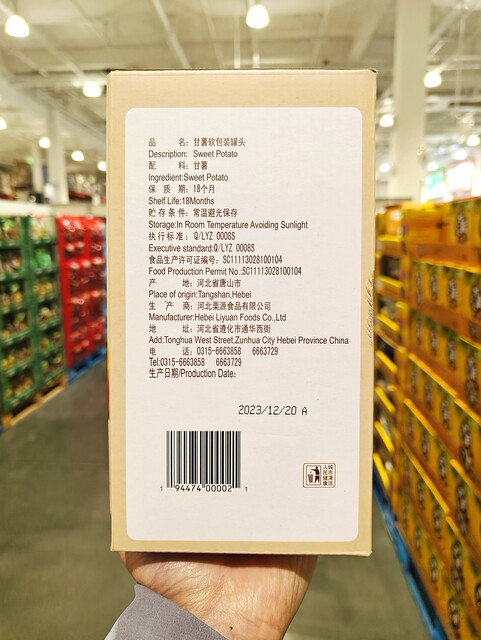 品 名: 甘薯软包装罐头
Description: Sweet Potato
配 料: 甘薯
Ingredient:Sweet Potato
保 质 期: 18个月
Shelf Life:18Months
贮存条件: 常温避光保存
Storage:In Room Temperature Avoiding Sunlight
执行标准: Q/LYZ 0008S
Executive standard:Q/LYZ 0008S
食品生产许可证编号: SC11113028100104
Food Production Permit No.:SC11113028100104
产 地: 河北省唐山市
Place of origin:Tangshan,Hebei
生 产 商: 河北栗源食品有限公司
Manufacturer:Hebei Liyuan Foods Co.,Ltd
地 址: 河北省遵化市通华西街
Add:Tonghua West Street,Zunhua City Hebei Province China
电 话: 0315-6663858 6663729
Tel:0315-6663858 6663729
生产日期/Production Date:
2023/12/20 A
1 94474 00002 1